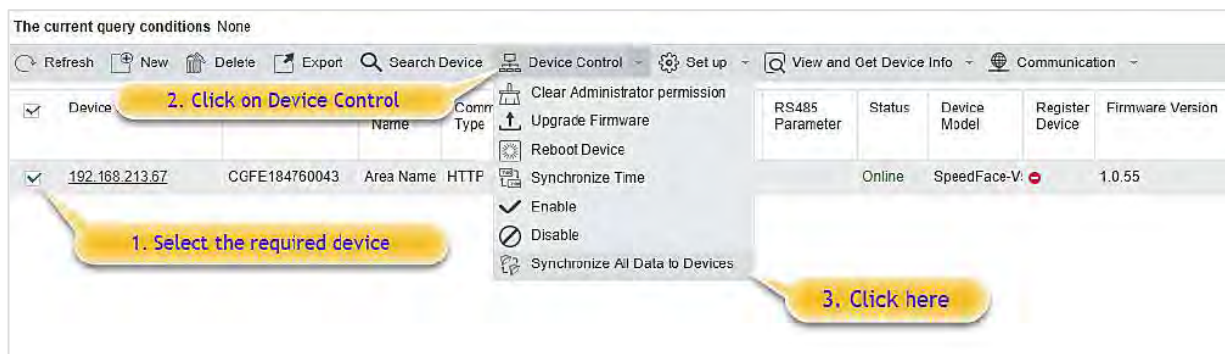 The current query conditions None
Refresh New Delete Export Search Device Device Control Set up View and Get Device Info Communication
2. Click on Device Control
Device
Name
Type
RS485 Parameter
Status
Device Model
Register Device
Firmware Version
Clear Administrator permission
Upgrade Firmware
Reboot Device
Synchronize Time
Enable
Disable
Synchronize All Data to Devices
192.168.213.67 CGFE184760043 Area Name HTTP Online SpeedFace-V 1.0.55
1. Select the required device
3. Click here